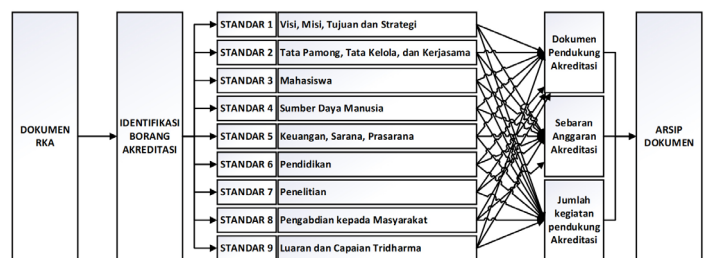 DOKUMEN
RKA
IDENTIFIKASI
BORANG
AKREDITASI
STANDAR 1 Visi, Misi, Tujuan dan Strategi
STANDAR 2 Tata Pamong, Tata Kelola, dan Kerjasama
STANDAR 3 Mahasiswa
STANDAR 4 Sumber Daya Manusia
STANDAR 5 Keuangan, Sarana, Prasarana
STANDAR 6 Pendidikan
STANDAR 7 Penelitian
STANDAR 8 Pengabdian kepada Masyarakat
STANDAR 9 Luaran dan Capaian Tridharma
Dokumen
Pendukung
Akreditasi
Sebaran
Anggaran
Akreditasi
Jumlah
kegiatan
pendukung
Akreditasi
ARSIP
DOKUMEN